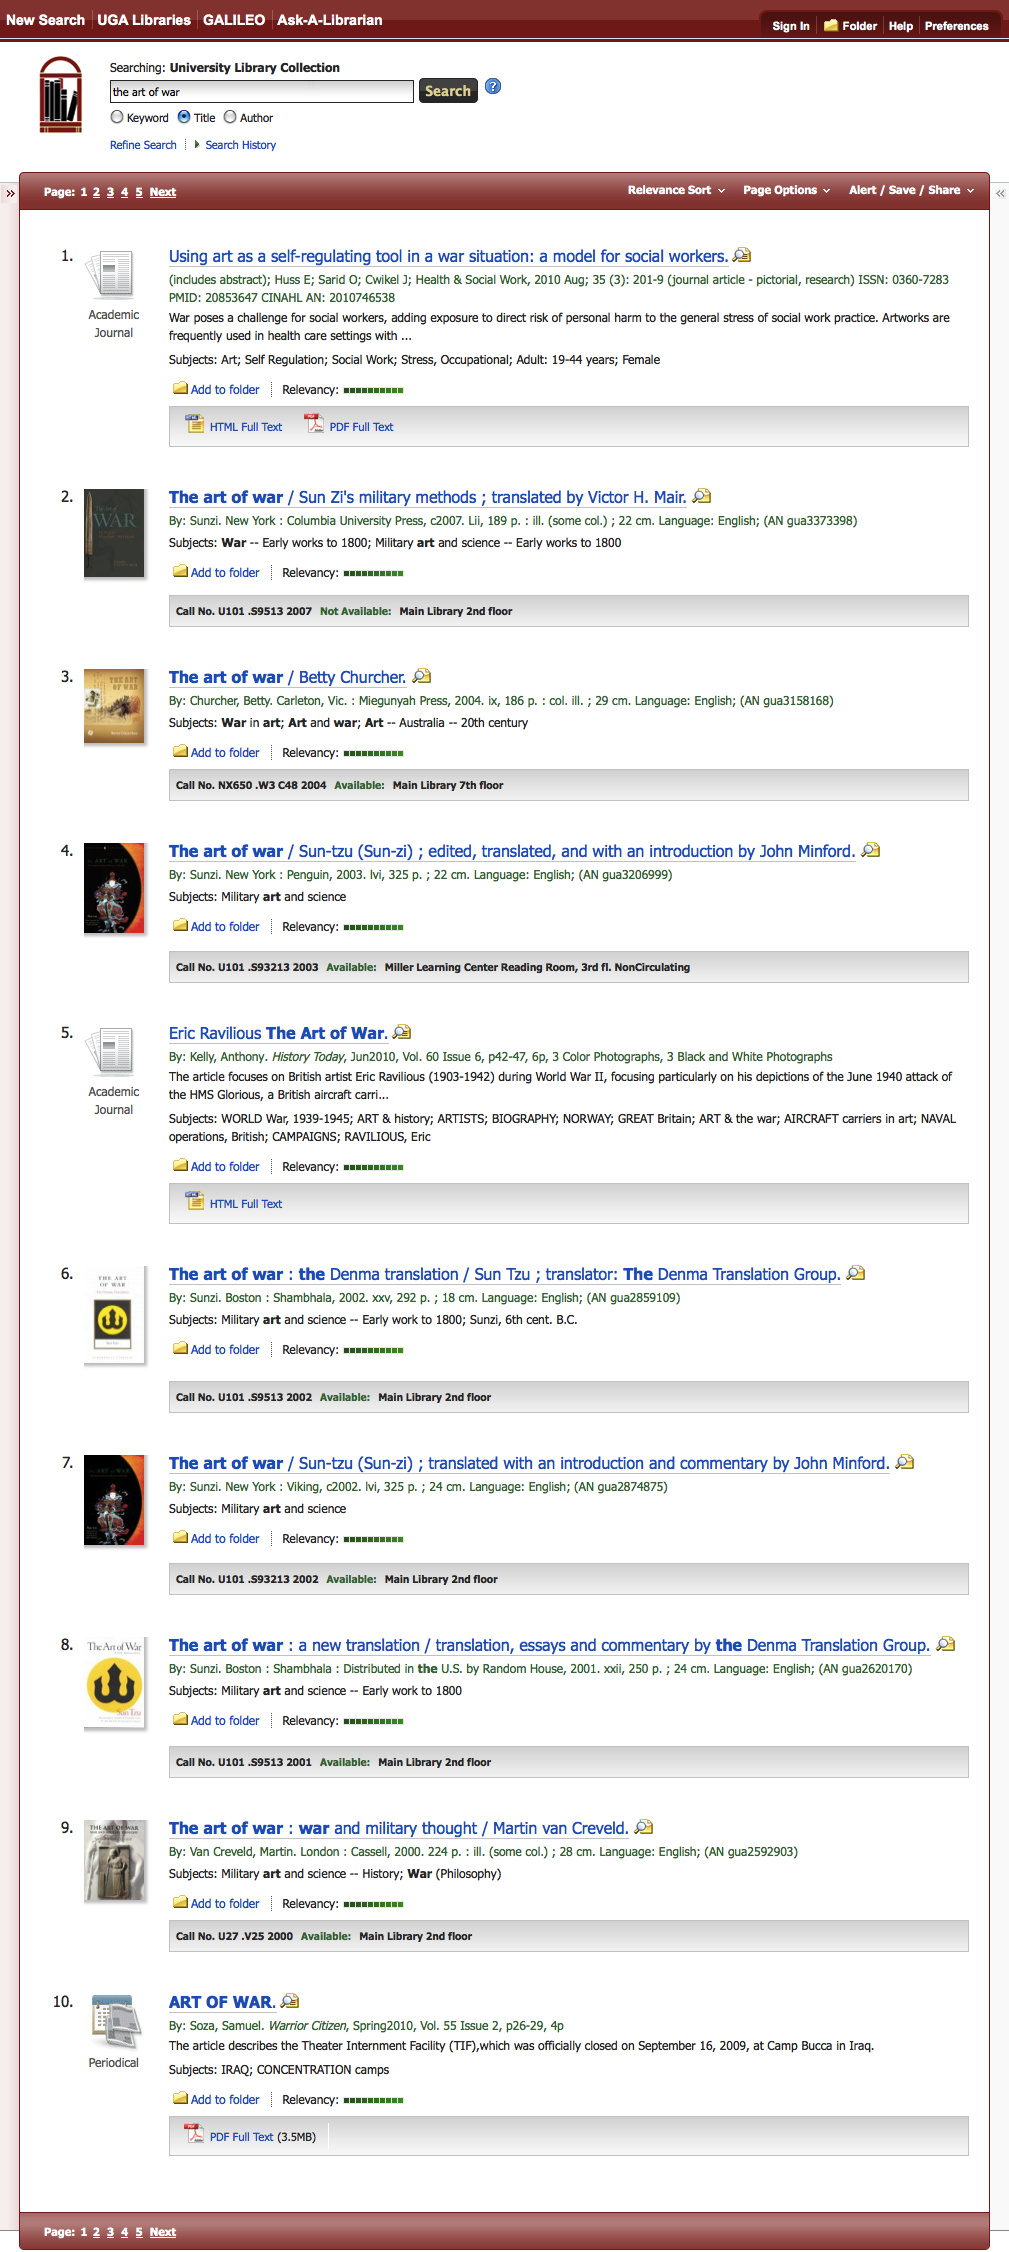 New Search UGA Libraries GALILEO Ask-A-Librarian
Sign In Folder Help Preferences
Searching: University Library Collection
the art of war Search ?
Keyword Title Author
Refine Search Search History
» Page: 1 2 3 4 5 Next Relevance Sort Page Options Alert / Save / Share «
1. Using art as a self-regulating tool in a war situation: a model for social workers.
(includes abstract); Huss E; Sarid O; Cwikel J; Health & Social Work, 2010 Aug; 35 (3): 201-9 (journal article - pictorial, research) ISSN: 0360-7283
PMID: 20853647 CINAHL AN: 2010746538
Academic
Journal
War poses a challenge for social workers, adding exposure to direct risk of personal harm to the general stress of social work practice. Artworks are
frequently used in health care settings with ...
Subjects: Art; Self Regulation; Social Work; Stress, Occupational; Adult: 19-44 years; Female
Add to folder Relevancy:
HTML Full Text PDF Full Text
2. The art of war / Sun Zi's military methods ; translated by Victor H. Mair.
WAR
By: Sunzi. New York : Columbia University Press, c2007. Lii, 189 p. : ill. (some col.) ; 22 cm. Language: English; (AN gua3373398)
Subjects: War -- Early works to 1800; Military art and science -- Early works to 1800
Add to folder Relevancy:
Call No. U101 .S9513 2007 Not Available: Main Library 2nd floor
3. The art of war / Betty Churcher.
THE ART OF WAR
By: Churcher, Betty. Carleton, Vic. : Miegunyah Press, 2004. ix, 186 p. : col. ill. ; 29 cm. Language: English; (AN gua3158168)
Subjects: War in art; Art and war; Art -- Australia -- 20th century
Add to folder Relevancy:
Call No. NX650 .W3 C48 2004 Available: Main Library 7th floor
4. The art of war / Sun-tzu (Sun-zi) ; edited, translated, and with an introduction by John Minford.
By: Sunzi. New York : Penguin, 2003. lvi, 325 p. ; 22 cm. Language: English; (AN gua3206999)
Subjects: Military art and science
Add to folder Relevancy:
Call No. U101 .S93213 2003 Available: Miller Learning Center Reading Room, 3rd fl. NonCirculating
5. Eric Ravilious The Art of War.
By: Kelly, Anthony. History Today, Jun2010, Vol. 60 Issue 6, p42-47, 6p, 3 Color Photographs, 3 Black and White Photographs
Academic
Journal
The article focuses on British artist Eric Ravilious (1903-1942) during World War II, focusing particularly on his depictions of the June 1940 attack of
the HMS Glorious, a British aircraft carri...
Subjects: WORLD War, 1939-1945; ART & history; ARTISTS; BIOGRAPHY; NORWAY; GREAT Britain; ART & the war; AIRCRAFT carriers in art; NAVAL
operations, British; CAMPAIGNS; RAVILIOUS, Eric
Add to folder Relevancy:
HTML Full Text
6. The art of war : the Denma translation / Sun Tzu ; translator: The Denma Translation Group.
THE ART
OF WAR
By: Sunzi. Boston : Shambhala, 2002. xxv, 292 p. ; 18 cm. Language: English; (AN gua2859109)
Subjects: Military art and science -- Early work to 1800; Sunzi, 6th cent. B.C.
Add to folder Relevancy:
Call No. U101 .S9513 2002 Available: Main Library 2nd floor
7. The art of war / Sun-tzu (Sun-zi) ; translated with an introduction and commentary by John Minford.
By: Sunzi. New York : Viking, c2002. lvi, 325 p. ; 24 cm. Language: English; (AN gua2874875)
Subjects: Military art and science
Add to folder Relevancy:
Call No. U101 .S93213 2002 Available: Main Library 2nd floor
8. The art of war : a new translation / translation, essays and commentary by the Denma Translation Group.
The Art of War
Sun Tzu
By: Sunzi. Boston : Shambhala : Distributed in the U.S. by Random House, 2001. xxii, 250 p. ; 24 cm. Language: English; (AN gua2620170)
Subjects: Military art and science -- Early work to 1800
Add to folder Relevancy:
Call No. U101 .S9513 2001 Available: Main Library 2nd floor
9. The art of war : war and military thought / Martin van Creveld.
THE ART OF WAR
By: Van Creveld, Martin. London : Cassell, 2000. 224 p. : ill. (some col.) ; 28 cm. Language: English; (AN gua2592903)
Subjects: Military art and science -- History; War (Philosophy)
Add to folder Relevancy:
Call No. U27 .V25 2000 Available: Main Library 2nd floor
10. ART OF WAR.
By: Soza, Samuel. Warrior Citizen, Spring2010, Vol. 55 Issue 2, p26-29, 4p
Periodical
The article describes the Theater Internment Facility (TIF),which was officially closed on September 16, 2009, at Camp Bucca in Iraq.
Subjects: IRAQ; CONCENTRATION camps
Add to folder Relevancy:
PDF Full Text (3.5MB)
Page: 1 2 3 4 5 Next